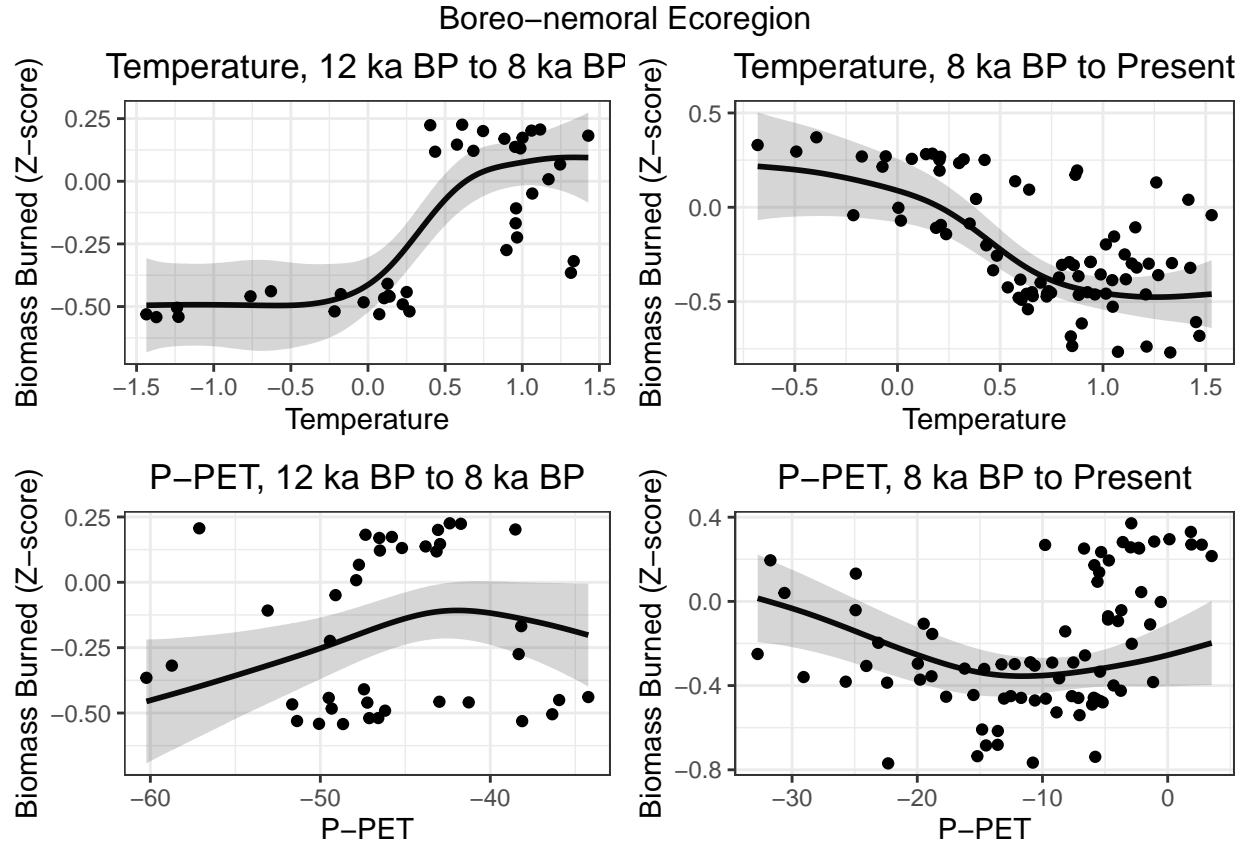 Boreo−nemoral Ecoregion
Temperature, 12 ka BP to 8 ka BP
Biomass Burned (Z−score)
0.25
0.00
−0.25
−0.50
−1.5 −1.0 −0.5 0.0 0.5 1.0 1.5
Temperature
Temperature, 8 ka BP to Present
Biomass Burned (Z−score)
0.5
0.0
−0.5
−0.5 0.0 0.5 1.0 1.5
Temperature
P−PET, 12 ka BP to 8 ka BP
Biomass Burned (Z−score)
0.25
0.00
−0.25
−0.50
−60 −50 −40
P−PET
P−PET, 8 ka BP to Present
Biomass Burned (Z−score)
0.4
0.0
−0.4
−0.8
−30 −20 −10 0
P−PET